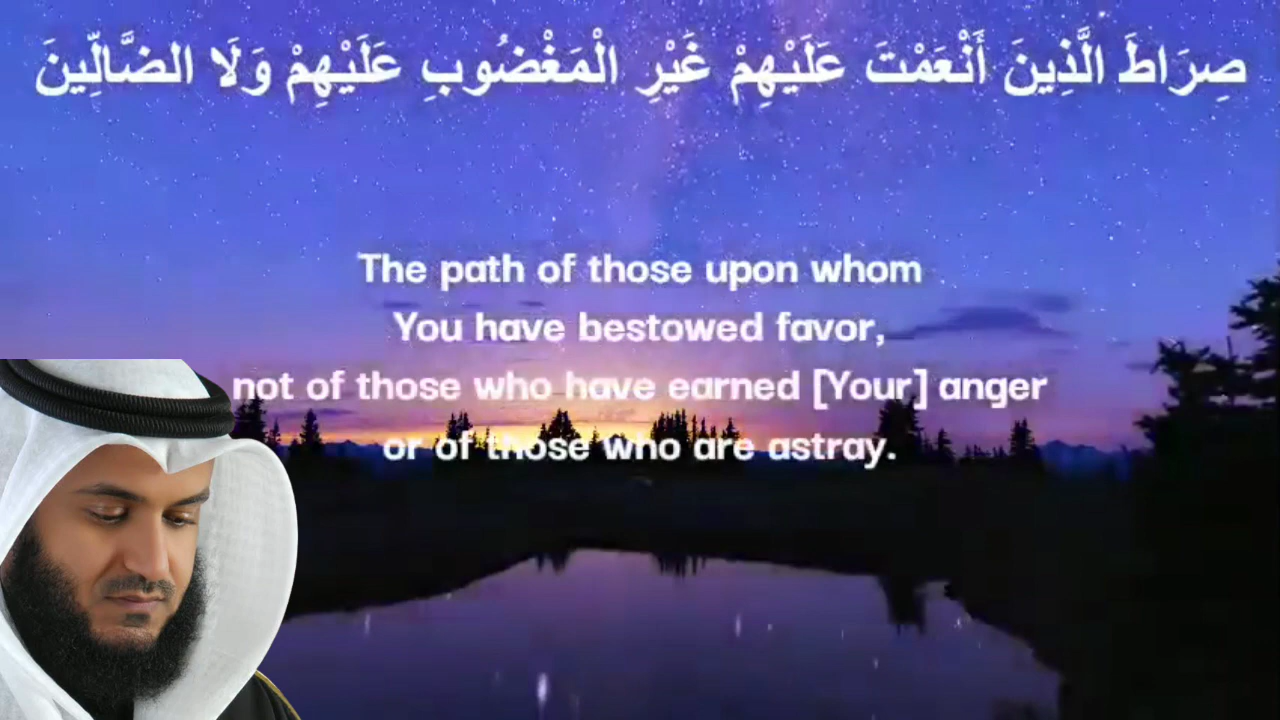 صِرَاطَ الَّذِينَ أَنْعَمْتَ عَلَيْهِمْ غَيْرِ الْمَغْضُوبِ عَلَيْهِمْ وَلَا الضَّالِّينَ
The path of those upon whom
You have bestowed favor,
not of those who have earned [Your] anger
or of those who are astray.